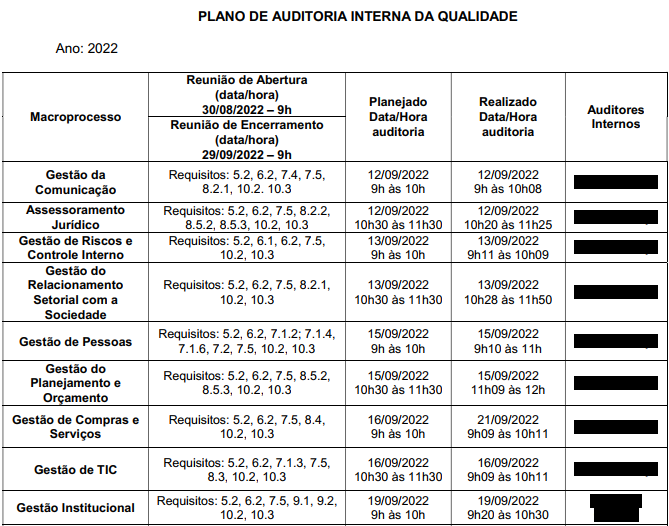 PLANO DE AUDITORIA INTERNA DA QUALIDADE
Ano: 2022
Macroprocesso
Reunião de Abertura
(data/hora)
30/08/2022 – 9h
Reunião de Encerramento
(data/hora)
29/09/2022 – 9h
Planejado
Data/Hora
auditoria
Realizado
Data/Hora
auditoria
Auditores
Internos
Gestão da
Comunicação
Requisitos: 5.2, 6.2, 7.4, 7.5,
8.2.1, 10.2. 10.3
12/09/2022
9h às 10h
12/09/2022
9h às 10h08
Assessoramento
Jurídico
Requisitos: 5.2, 6.2, 7.5, 8.2.2,
8.5.2, 8.5.3, 10.2, 10.3
12/09/2022
10h30 às 11h30
12/09/2022
10h20 às 11h25
Gestão de Riscos e
Controle Interno
Requisitos: 5.2, 6.1, 6.2, 7.5,
10.2, 10.3
13/09/2022
9h às 10h
13/09/2022
9h11 às 10h09
Gestão do
Relacionamento
Setorial com a
Sociedade
Requisitos: 5.2, 6.2, 7.5, 8.2.1,
10.2, 10.3
13/09/2022
10h30 às 11h30
13/09/2022
10h28 às 11h50
Gestão de Pessoas
Requisitos: 5.2, 6.2, 7.1.2; 7.1.4,
7.1.6, 7.2, 7.5, 10.2, 10.3
15/09/2022
9h às 10h
15/09/2022
9h10 às 11h
Gestão do
Planejamento e
Orçamento
Requisitos: 5.2, 6.2, 7.5, 8.5.2,
8.5.3, 10.2, 10.3
15/09/2022
10h30 às 11h30
15/09/2022
11h09 às 12h
Gestão de Compras e
Serviços
Requisitos: 5.2, 6.2, 7.5, 8.4,
10.2, 10.3
16/09/2022
9h às 10h
21/09/2022
9h09 às 10h11
Gestão de TIC
Requisitos: 5.2, 6.2, 7.1.3, 7.5,
8.3, 10.2, 10.3
16/09/2022
10h30 às 11h30
16/09/2022
9h09 às 10h11
Gestão Institucional
Requisitos: 5.2, 6.2, 7.5, 9.1, 9.2,
10.2, 10.3
19/09/2022
9h às 10h
19/09/2022
9h20 às 10h30